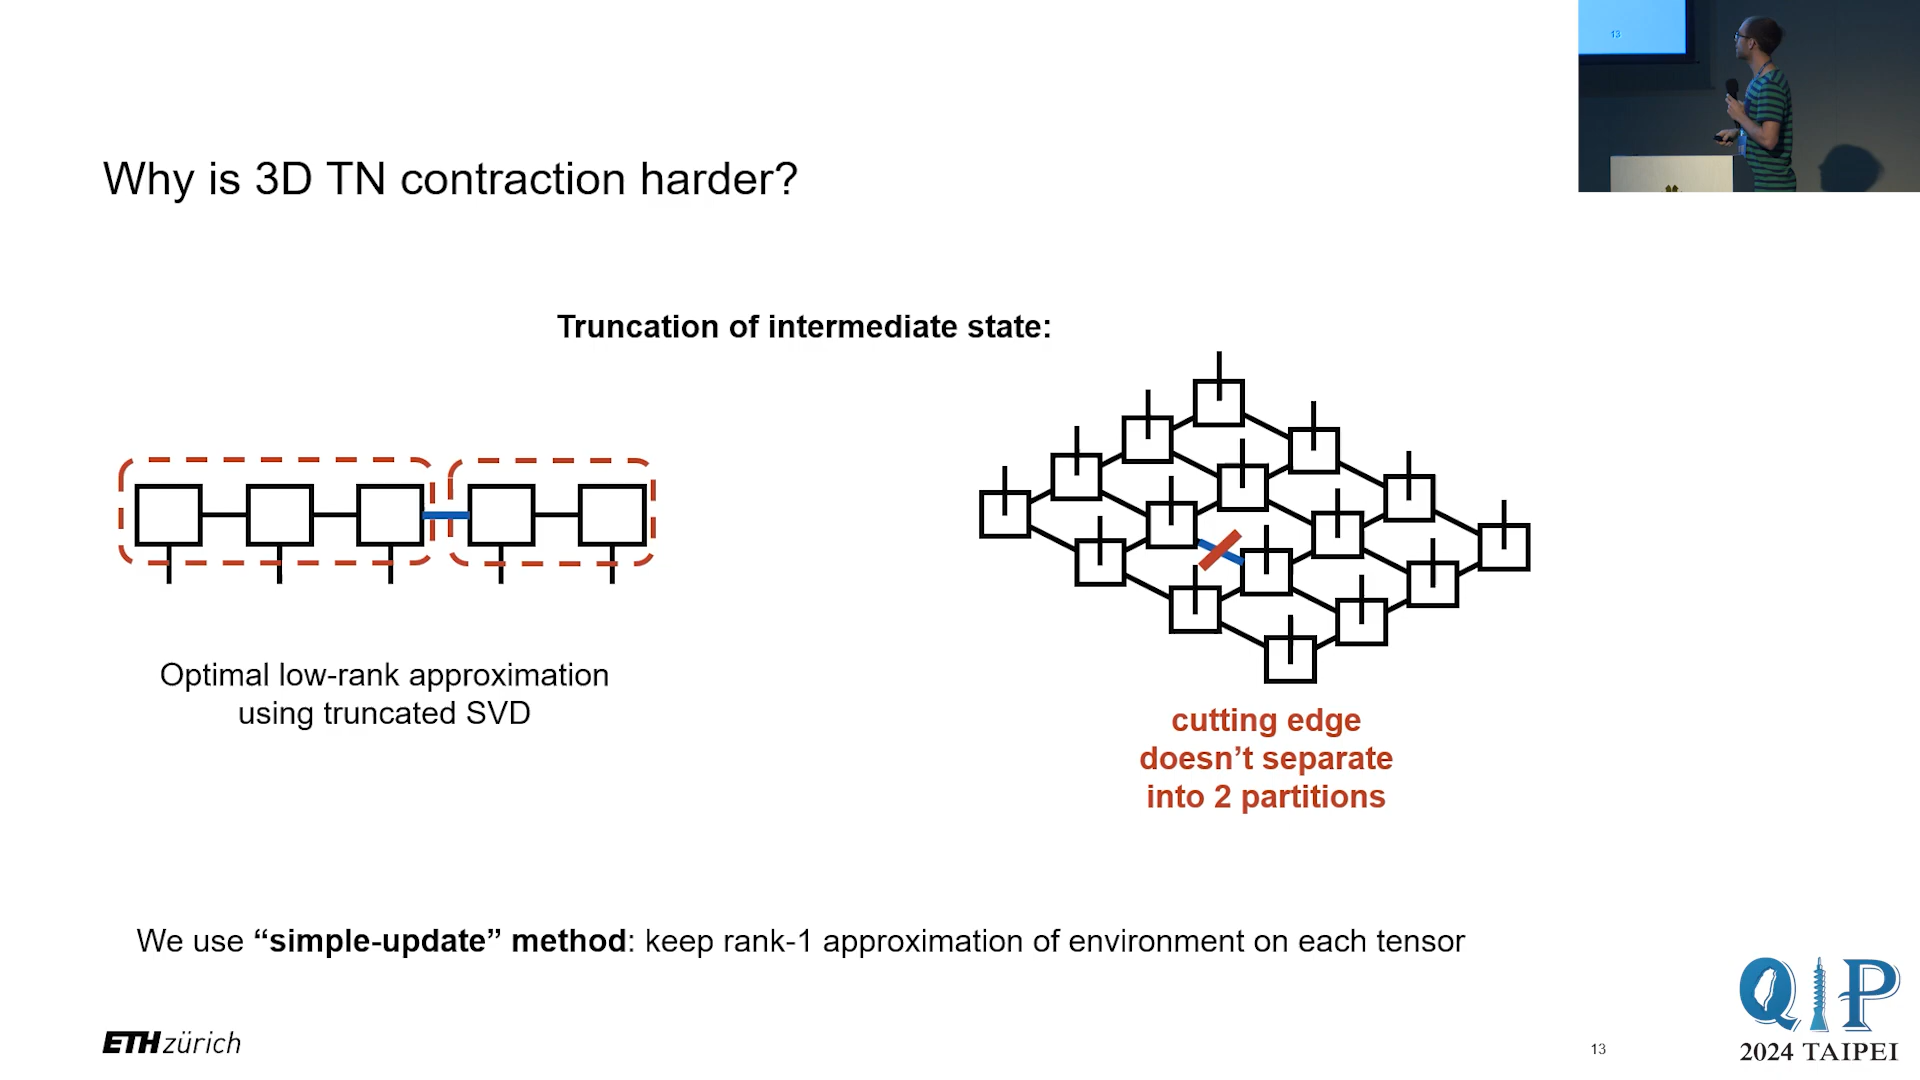 13
Why is 3D TN contraction harder?
Truncation of intermediate state:
Optimal low-rank approximation
using truncated SVD
cutting edge
doesn’t separate
into 2 partitions
We use “simple-update” method: keep rank-1 approximation of environment on each tensor
ETH zürich
13
QIP
2024 TAIPEI